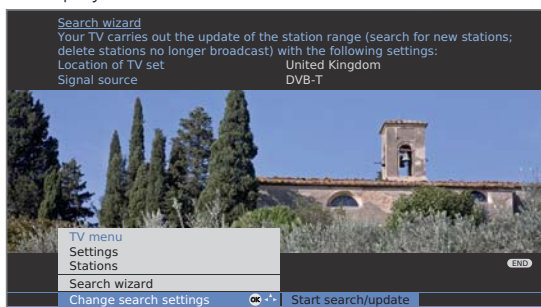 Search wizard
Your TV carries out the update of the station range (search for new stations;
delete stations no longer broadcast) with the following settings:
Location of TV set United Kingdom
Signal source DVB-T
TV menu
Settings
Stations
END
Search wizard
Change search settings OK Start search/update